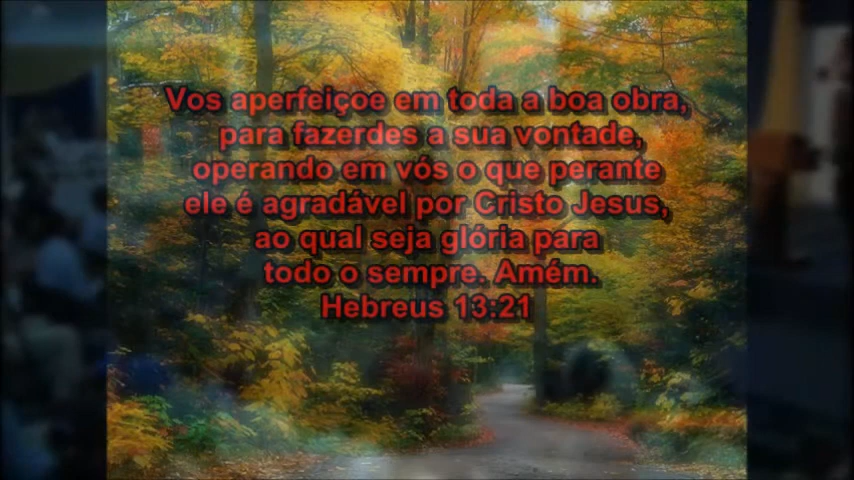 Vos aperfeiçoe em toda a boa obra,
para fazerdes a sua vontade,
operando em vós o que perante
ele é agradável por Cristo Jesus,
ao qual seja glória para
todo o sempre. Amém.
Hebreus 13:21